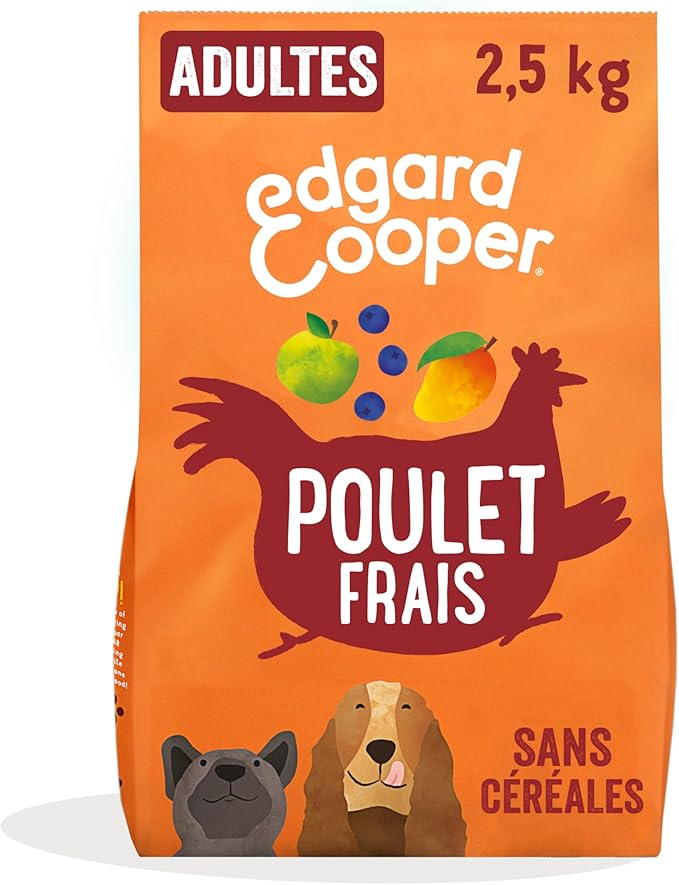 ADULTES
2,5 kg
edgard
Cooper®
POULET
FRAIS
SANS
CÉRÉALES